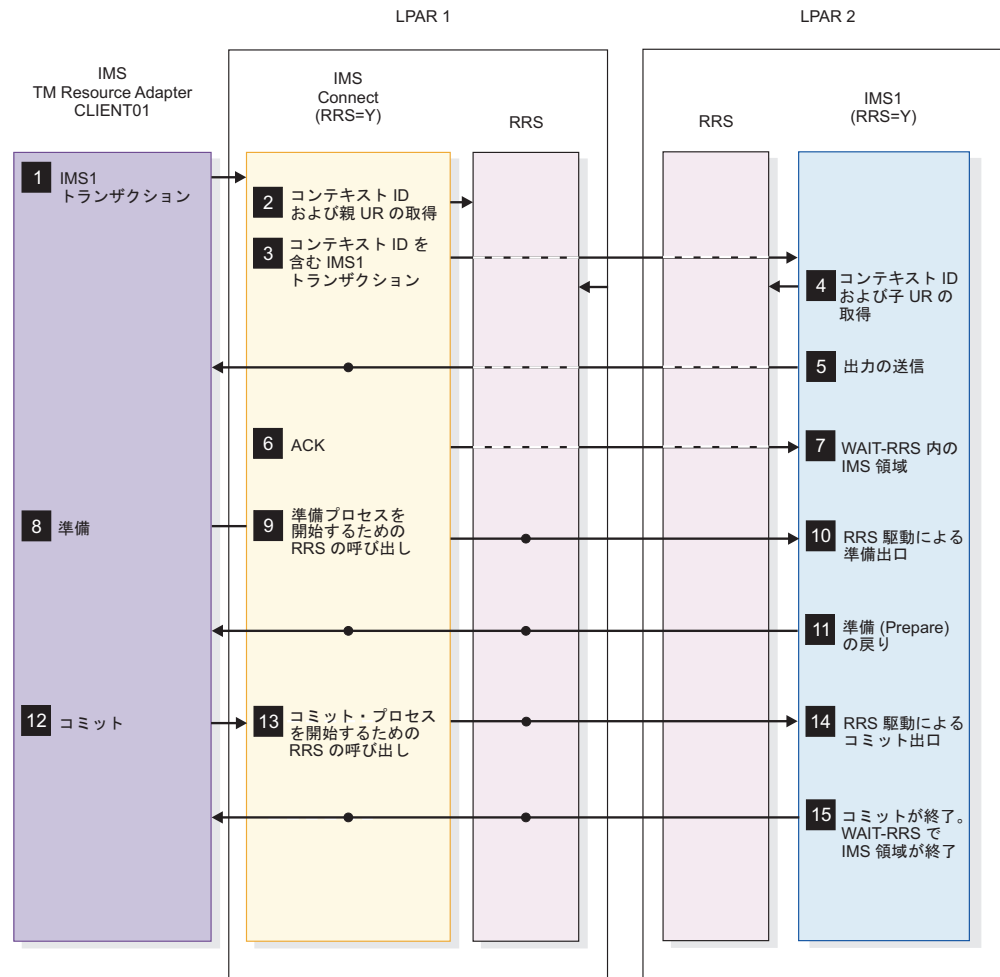 LPAR 1
LPAR 2
IMS
TM Resource Adapter
CLIENT01
IMS
Connect
(RRS=Y)
RRS
RRS
IMS1
(RRS=Y)
1 IMS1
トランザクション
2 コンテキスト ID
および親 UR の取得
3 コンテキスト ID を
含む IMS1
トランザクション
4 コンテキスト ID
および子 UR の
取得
5 出力の送信
6 ACK
7 WAIT-RRS 内の
IMS 領域
8 準備
9 準備プロセスを
開始するための
RRS の呼び出し
10 RRS 駆動による
準備出口
11 準備 (Prepare)
の戻り
12 コミット
13 コミット・プロセス
を開始するための
RRS の呼び出し
14 RRS 駆動による
コミット出口
15 コミットが終了。
WAIT-RRS で
IMS 領域が終了